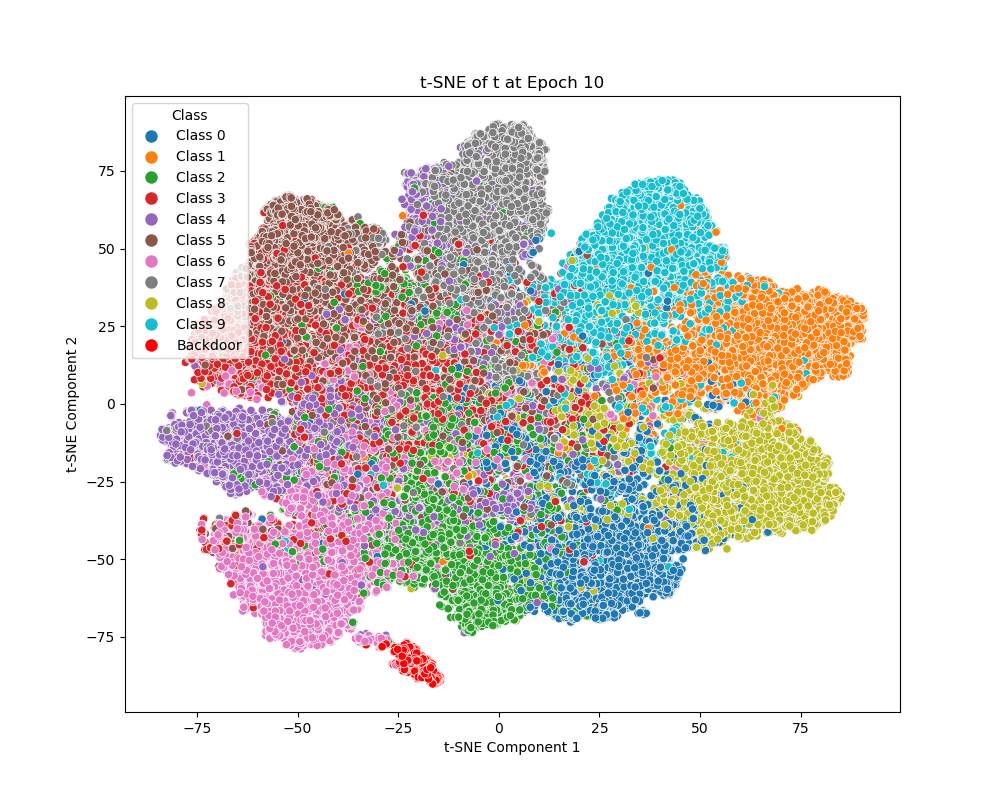 t-SNE of t at Epoch 10
Class
Class 0
Class 1
Class 2
Class 3
Class 4
Class 5
Class 6
Class 7
Class 8
Class 9
Backdoor
t-SNE Component 2
75
50
25
0
−25
−50
−75
−75
−50
−25
0
25
50
75
t-SNE Component 1